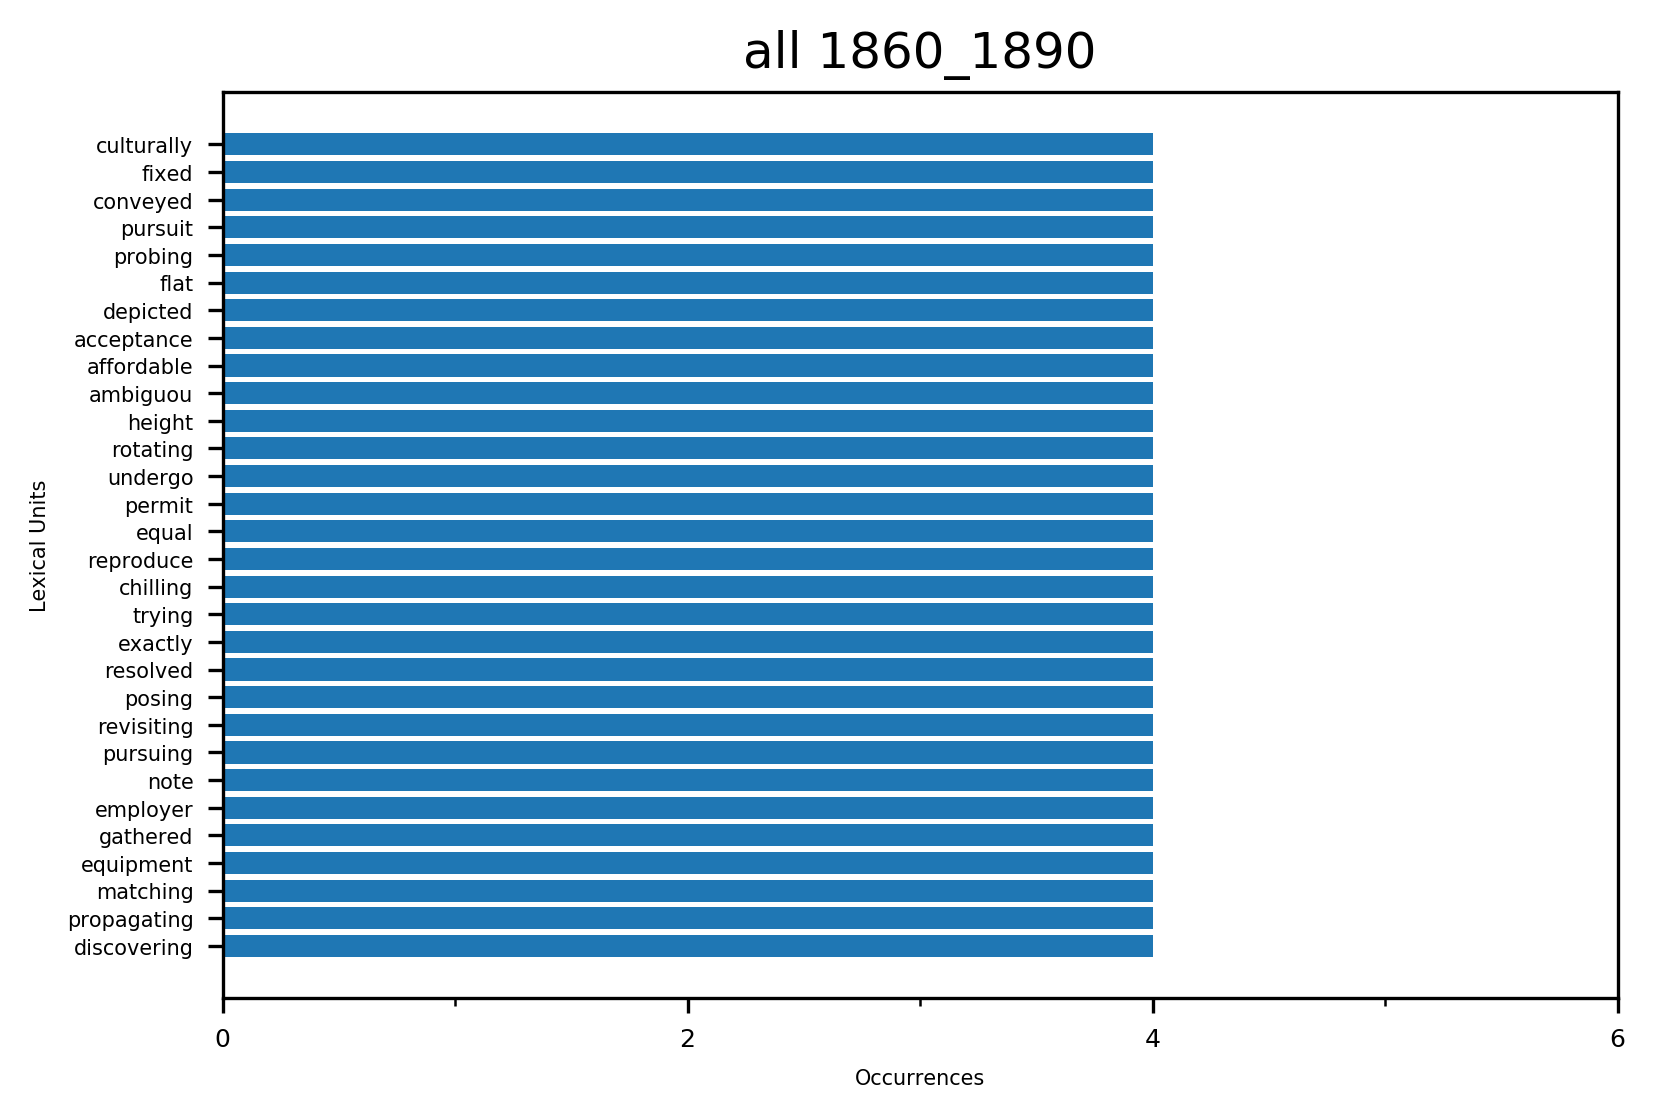 all 1860_1890
culturally
fixed
conveyed
pursuit
probing
flat
depicted
acceptance
affordable
ambiguou
height
rotating
undergo
permit
equal
reproduce
chilling
trying
exactly
resolved
posing
revisiting
pursuing
note
employer
gathered
equipment
matching
propagating
discovering
Lexical Units
0 2 4 6
Occurrences